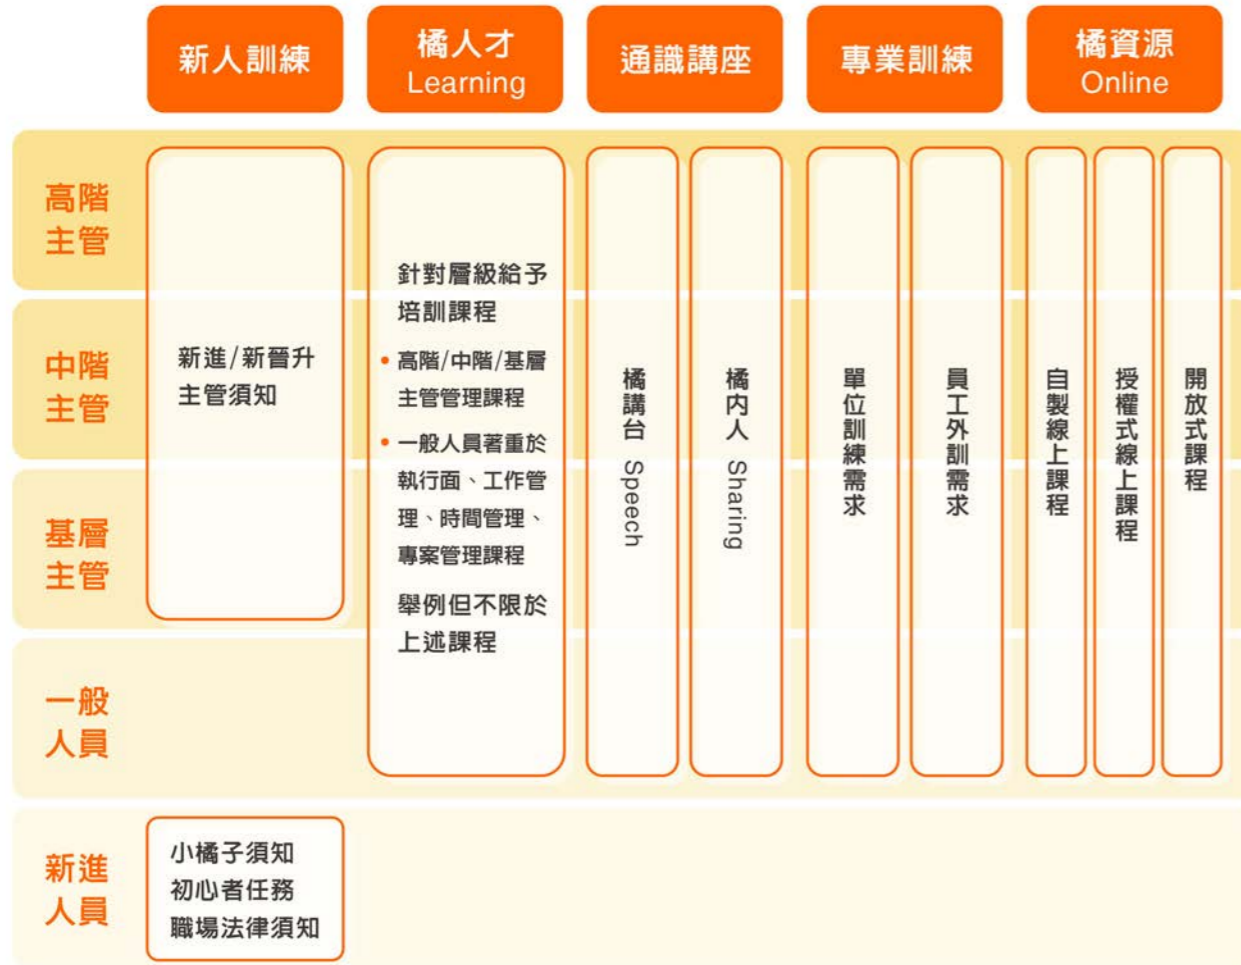 新人訓練
橘人才
Learning
通識講座
專業訓練
橘資源
Online
高階
主管
中階
主管
基層
主管
一般
人員
新進
人員
新進/新晉升
主管須知
針對層級給予
培訓課程
• 高階/中階/基層
主管管理課程
• 一般人員著重於
執行面、工作管
理、時間管理、
專案管理課程
舉例但不限於
上述課程
橘講台 Speech
橘內人 Sharing
單位訓練需求
員工外訓需求
自製線上課程
授權式線上課程
開放式課程
小橘子須知
初心者任務
職場法律須知